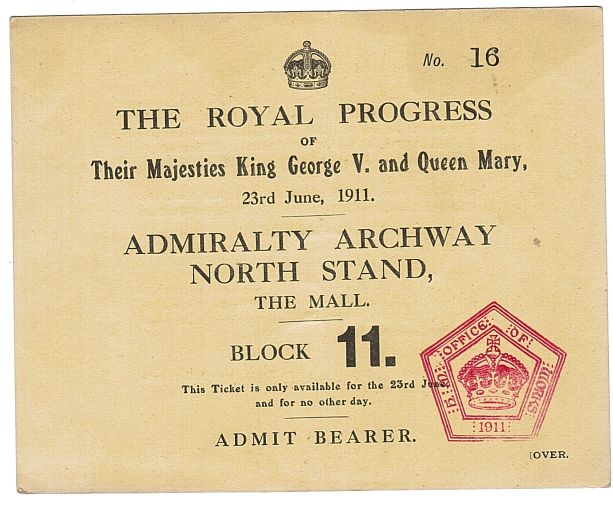 No. 16
THE ROYAL PROGRESS
OF
Their Majesties King George V. and Queen Mary,
23rd June, 1911.
ADMIRALTY ARCHWAY
NORTH STAND,
THE MALL.
BLOCK 11.
This Ticket is only available for the 23rd June,
and for no other day.
ADMIT BEARER.
H.M. OFFICE OF WORKS
1911
[OVER.